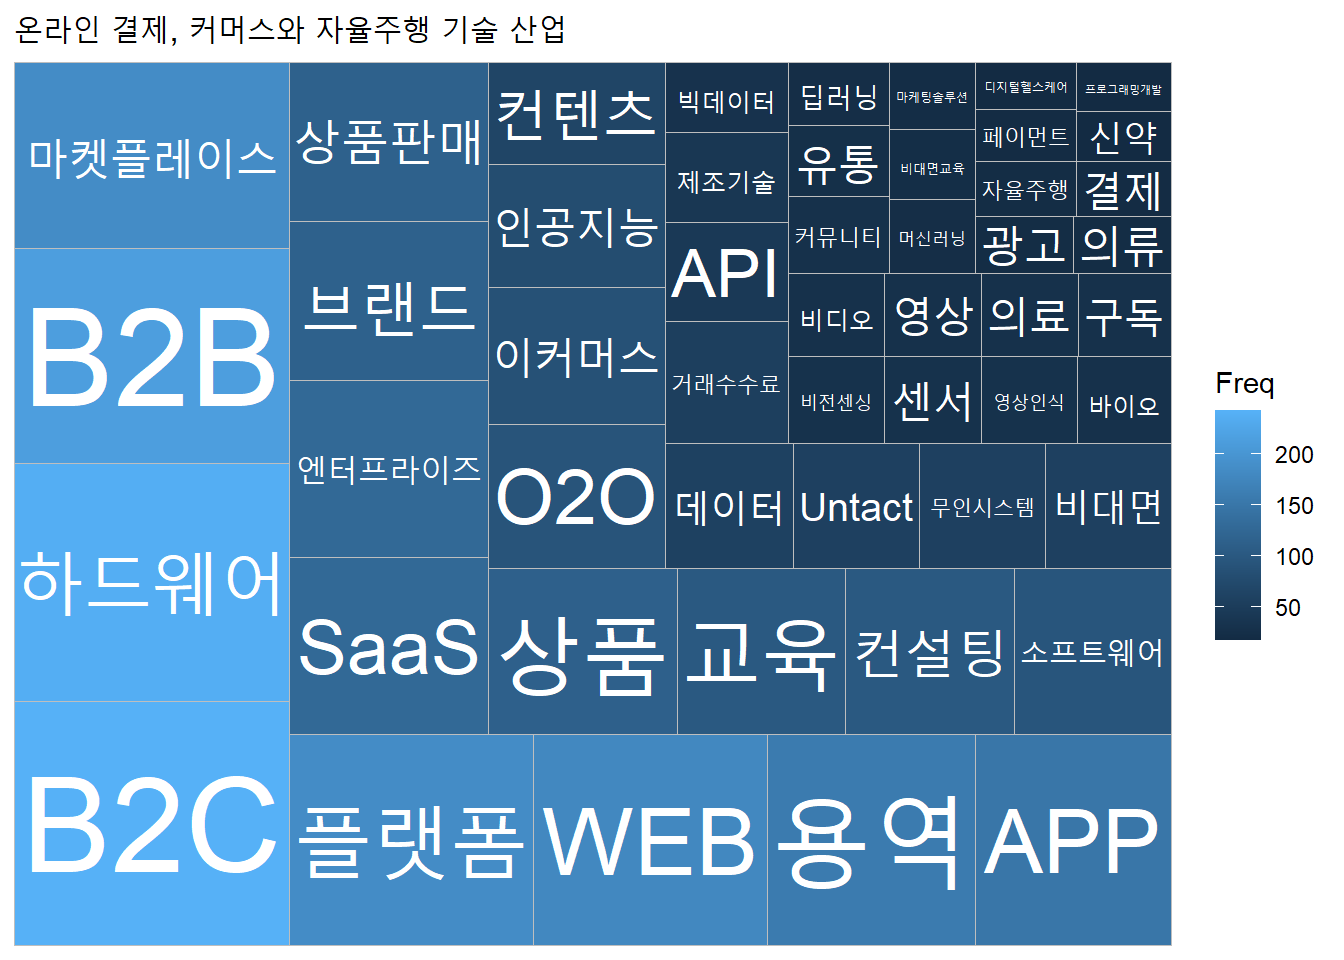 온라인 결제, 커머스와 자율주행 기술 산업
마켓플레이스
B2B
하드웨어
B2C
상품판매
브랜드
엔터프라이즈
SaaS
플랫폼
WEB
용역
APP
컨텐츠
인공지능
이커머스
O2O
상품
교육
컨설팅
소프트웨어
빅데이터
제조기술
API
거래수수료
데이터
Untact
무인시스템
비대면
딥러닝
유통
커뮤니티
마케팅솔루션
비대면교육
머신러닝
디지털헬스케어
페이먼트
자율주행
프로그래밍개발
신약
결제
광고
의류
비디오
영상
의료
구독
비전센싱
센서
영상인식
바이오
Freq
200
150
100
50